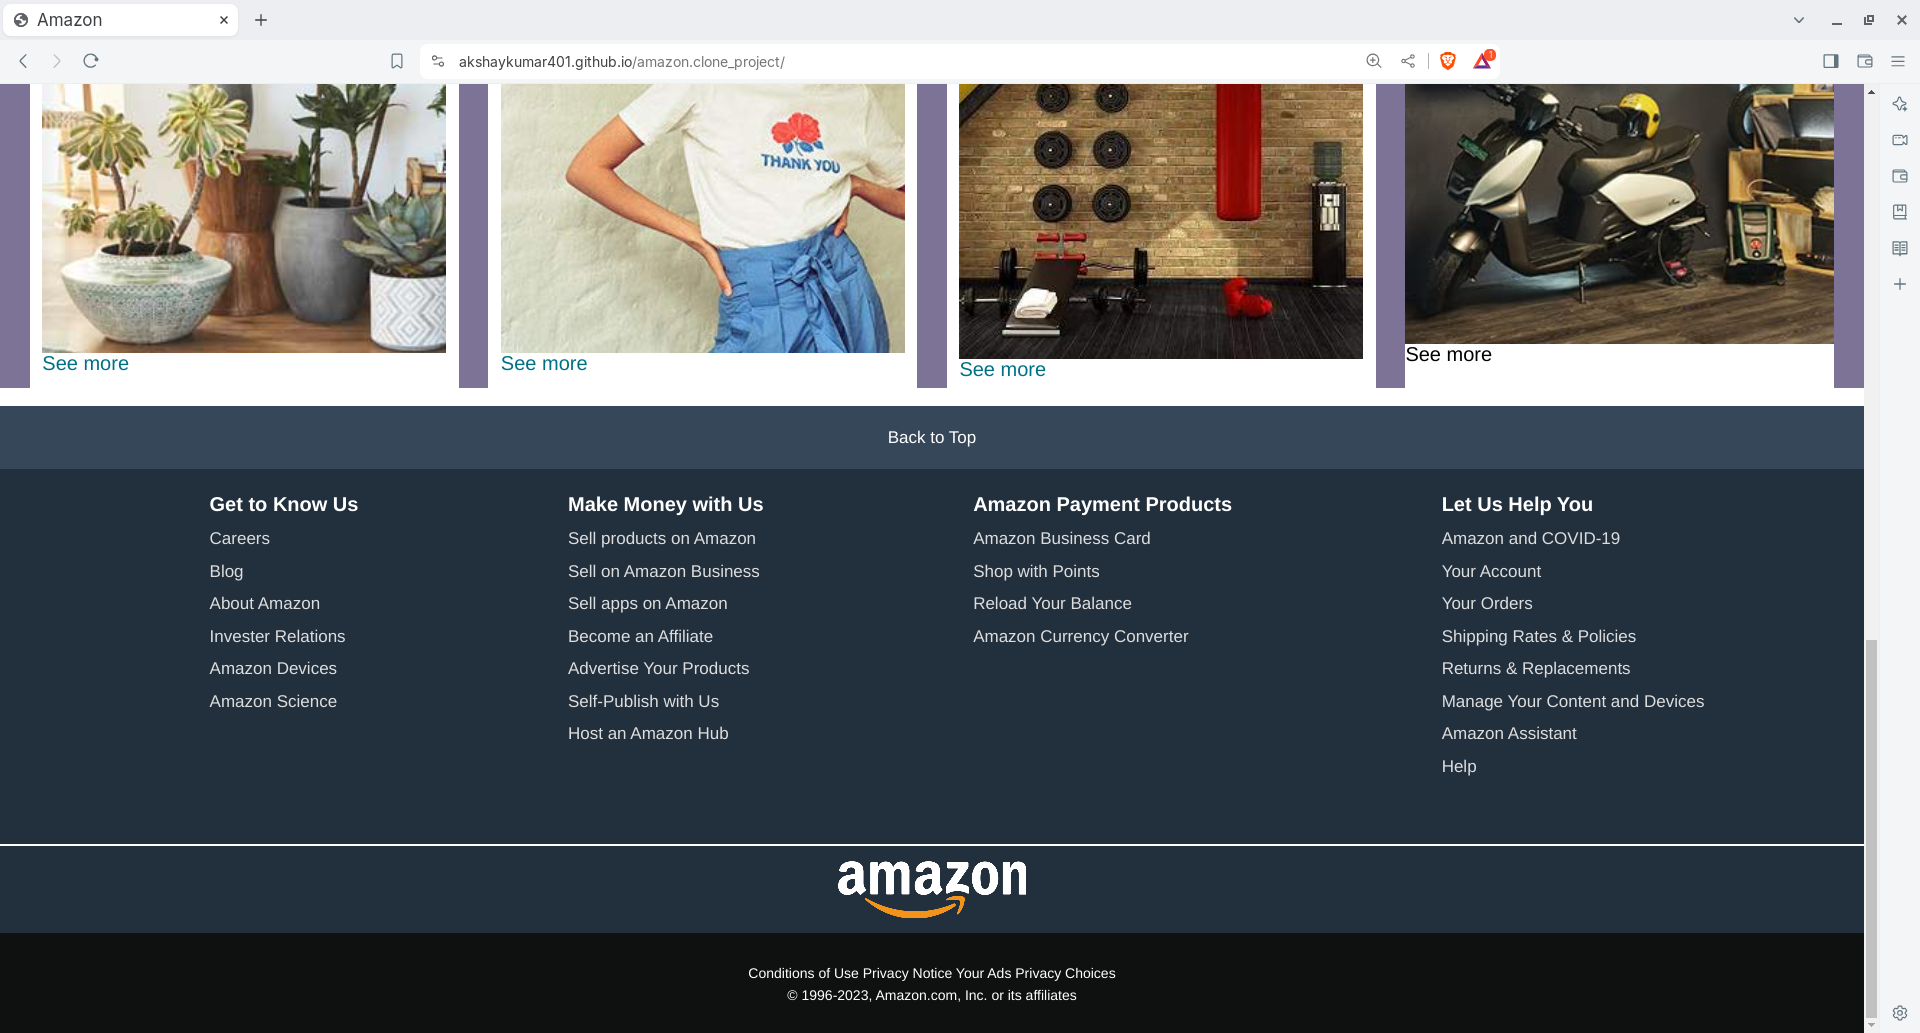 Amazon
akshaykumar401.github.io/amazon.clone_project/
1
THANK YOU
See more
See more
See more
See more
Back to Top
Get to Know Us
Careers
Blog
About Amazon
Invester Relations
Amazon Devices
Amazon Science
Make Money with Us
Sell products on Amazon
Sell on Amazon Business
Sell apps on Amazon
Become an Affiliate
Advertise Your Products
Self-Publish with Us
Host an Amazon Hub
Amazon Payment Products
Amazon Business Card
Shop with Points
Reload Your Balance
Amazon Currency Converter
Let Us Help You
Amazon and COVID-19
Your Account
Your Orders
Shipping Rates & Policies
Returns & Replacements
Manage Your Content and Devices
Amazon Assistant
Help
amazon
Conditions of Use Privacy Notice Your Ads Privacy Choices
© 1996-2023, Amazon.com, Inc. or its affiliates